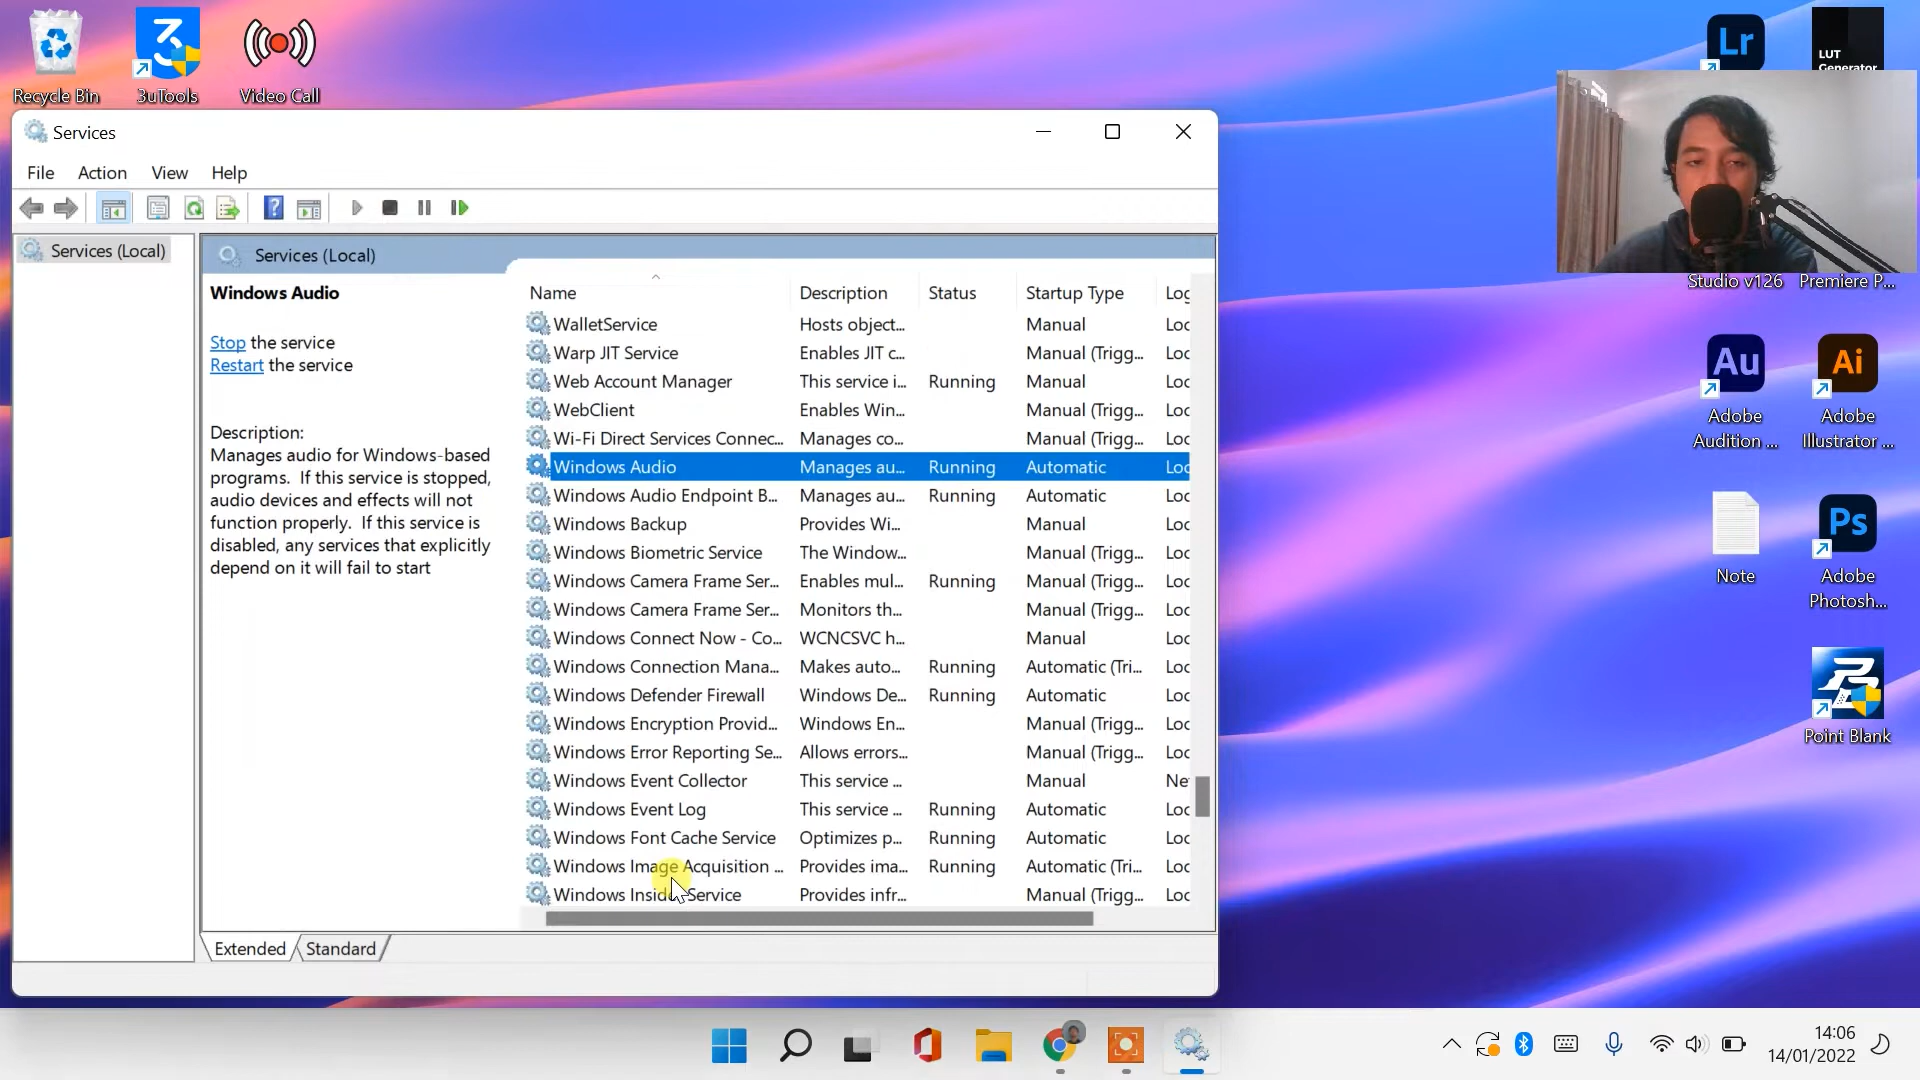 Recycle Bin
3uTools
Video Call
Lr
LUT
Generator
Services
File Action View Help
Services (Local)
Services (Local)
Windows Audio
Stop the service
Restart the service
Description:
Manages audio for Windows-based
programs. If this service is stopped,
audio devices and effects will not
function properly. If this service is
disabled, any services that explicitly
depend on it will fail to start
Name Description Status Startup Type Log
WalletService Hosts object... Manual Loc
Warp JIT Service Enables JIT c... Manual (Trigg... Loc
Web Account Manager This service i... Running Manual Loc
WebClient Enables Win... Manual (Trigg... Loc
Wi-Fi Direct Services Connec... Manages co... Manual (Trigg... Loc
Windows Audio Manages au... Running Automatic Loc
Windows Audio Endpoint B... Manages au... Running Automatic Loc
Windows Backup Provides Wi... Manual Loc
Windows Biometric Service The Window... Manual (Trigg... Loc
Windows Camera Frame Ser... Enables mul... Running Manual (Trigg... Loc
Windows Camera Frame Ser... Monitors th... Manual (Trigg... Loc
Windows Connect Now - Co... WCNCSVC h... Manual Loc
Windows Connection Mana... Makes auto... Running Automatic (Tri... Loc
Windows Defender Firewall Windows De... Running Automatic Loc
Windows Encryption Provid... Windows En... Manual (Trigg... Loc
Windows Error Reporting Se... Allows errors... Manual (Trigg... Loc
Windows Event Collector This service ... Manual Ne
Windows Event Log This service ... Running Automatic Loc
Windows Font Cache Service Optimizes p... Running Automatic Loc
Windows Image Acquisition ... Provides ima... Running Automatic (Tri... Loc
Windows Insider Service Provides infr... Manual (Trigg... Loc
Extended Standard
Studio v126
Premiere P...
Au
Adobe
Audition ...
Ai
Adobe
Illustrator ...
Note
Ps
Adobe
Photosh...
Point Blank
14:06
14/01/2022